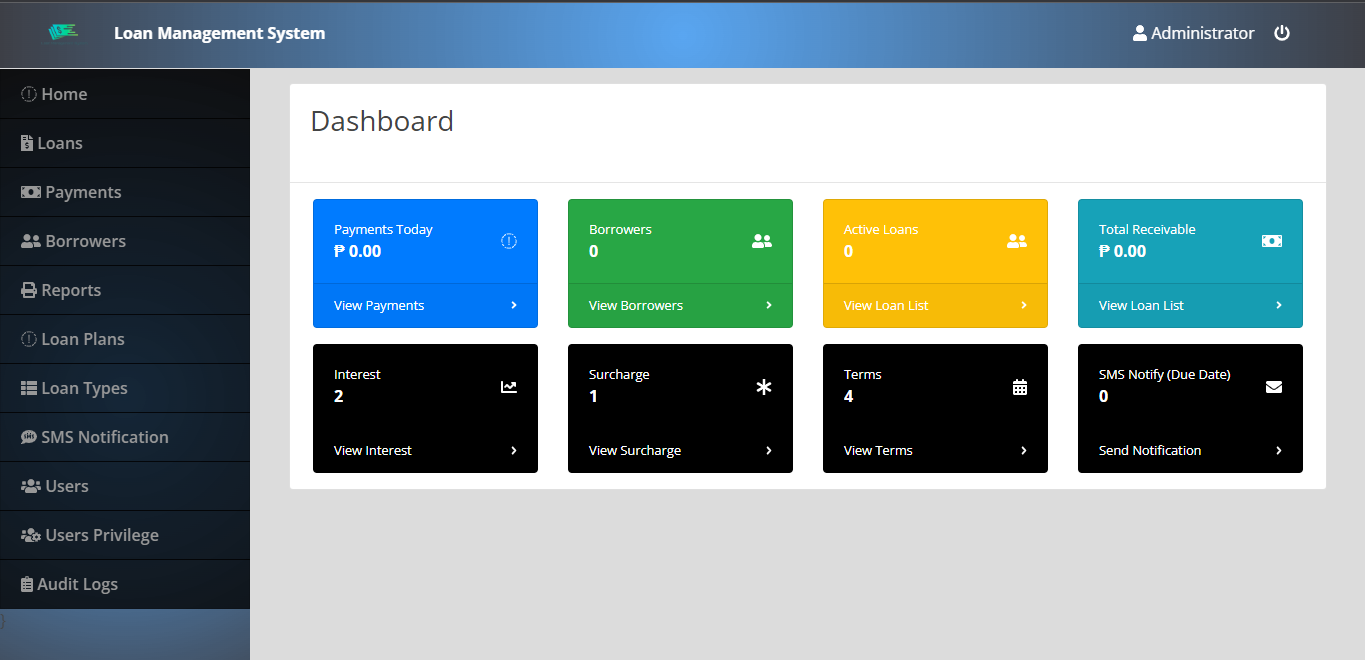 Loan Management System
Administrator
Home
Loans
Payments
Borrowers
Reports
Loan Plans
Loan Types
SMS Notification
Users
Users Privilege
Audit Logs
}
Dashboard
Payments Today
₱ 0.00
View Payments
Borrowers
0
View Borrowers
Active Loans
0
View Loan List
Total Receivable
₱ 0.00
View Loan List
Interest
2
View Interest
Surcharge
1
View Surcharge
Terms
4
View Terms
SMS Notify (Due Date)
0
Send Notification